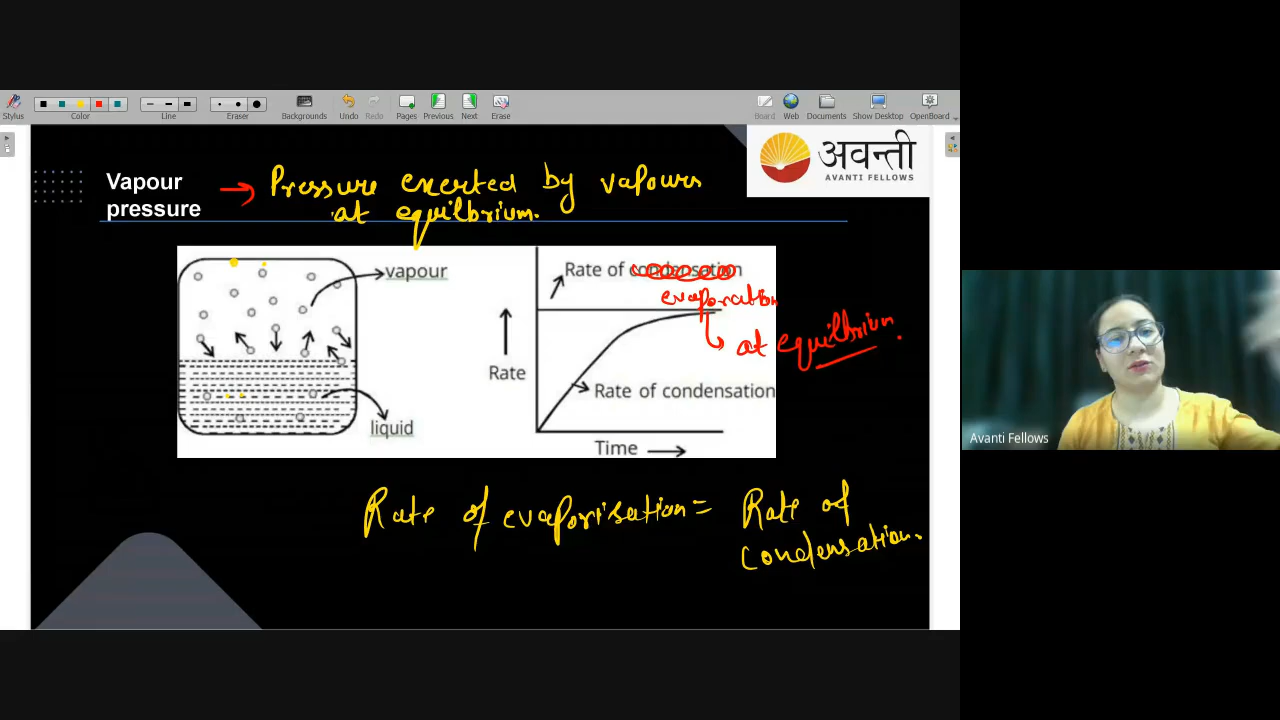 Stylus
Color
Line
Eraser
Backgrounds
Undo
Redo
Pages
Previous
Next
Erase
Board
Web
Documents
Show Desktop
OpenBoard
अवन्ती
AVANTI FELLOWS
Vapour
pressure
→ Pressure exerted by vapours
at equilbrium.
vapour
liquid
Rate of condensation
evaporation
at equilibrium.
Rate
Rate of condensation
Time
Rate of evaporisation = Rate of
condensation.
Avanti Fellows